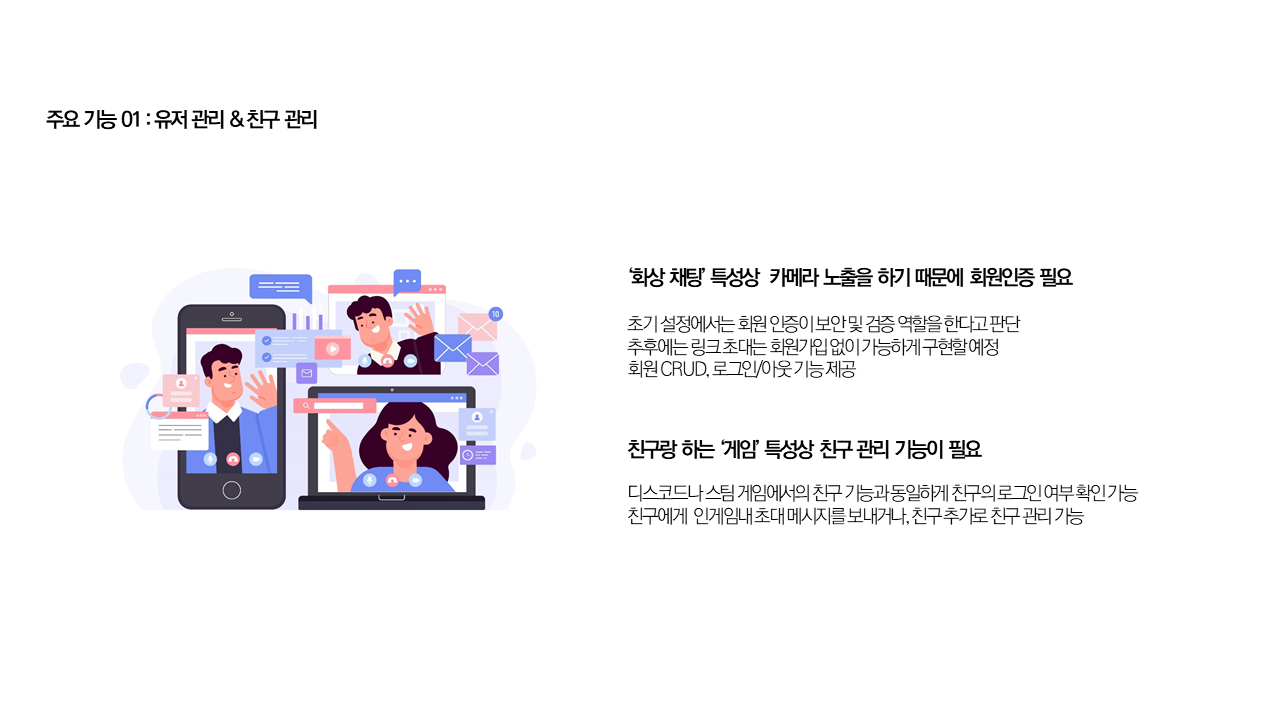 주요 기능 01 : 유저 관리 & 친구 관리
10
‘화상 채팅’ 특성상 카메라 노출을 하기 때문에 회원인증 필요
초기 설정에서는 회원 인증이 보안 및 검증 역할을 한다고 판단
추후에는 링크 초대는 회원가입 없이 가능하게 구현할 예정
회원 CRUD, 로그인/아웃 기능 제공
친구랑 하는 ‘게임’ 특성상 친구 관리 기능이 필요
디스코드나 스팀 게임에서의 친구 기능과 동일하게 친구의 로그인 여부 확인 가능
친구에게 인게임내 초대 메시지를 보내거나, 친구 추가로 친구 관리 가능